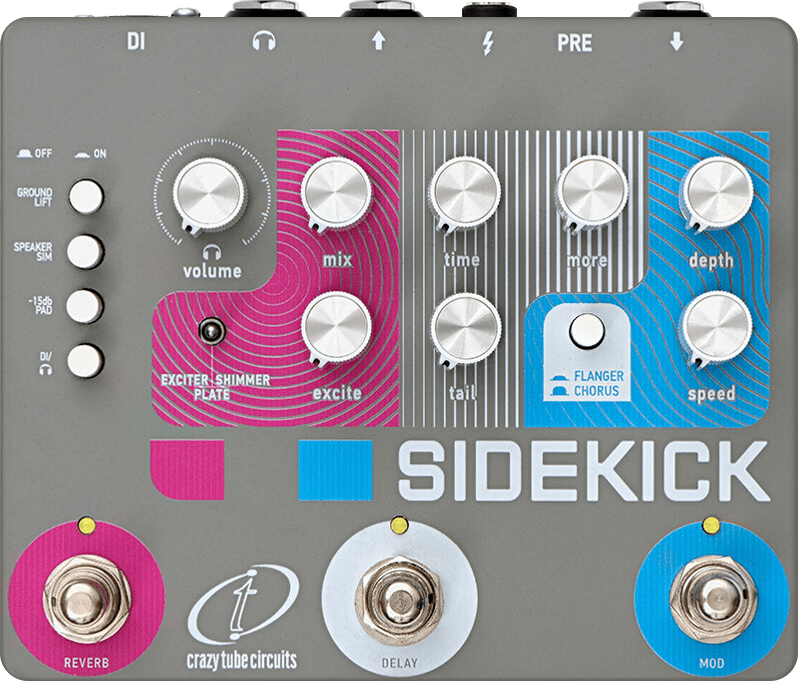 DI
PRE
OFF
ON
GROUND
LIFT
SPEAKER
SIM
-15db
PAD
DI/
volume
mix
time
more
depth
EXCITER SHIMMER
PLATE
excite
tail
FLANGER
CHORUS
speed
SIDEKICK
REVERB
t
crazy tube circuits
DELAY
MOD